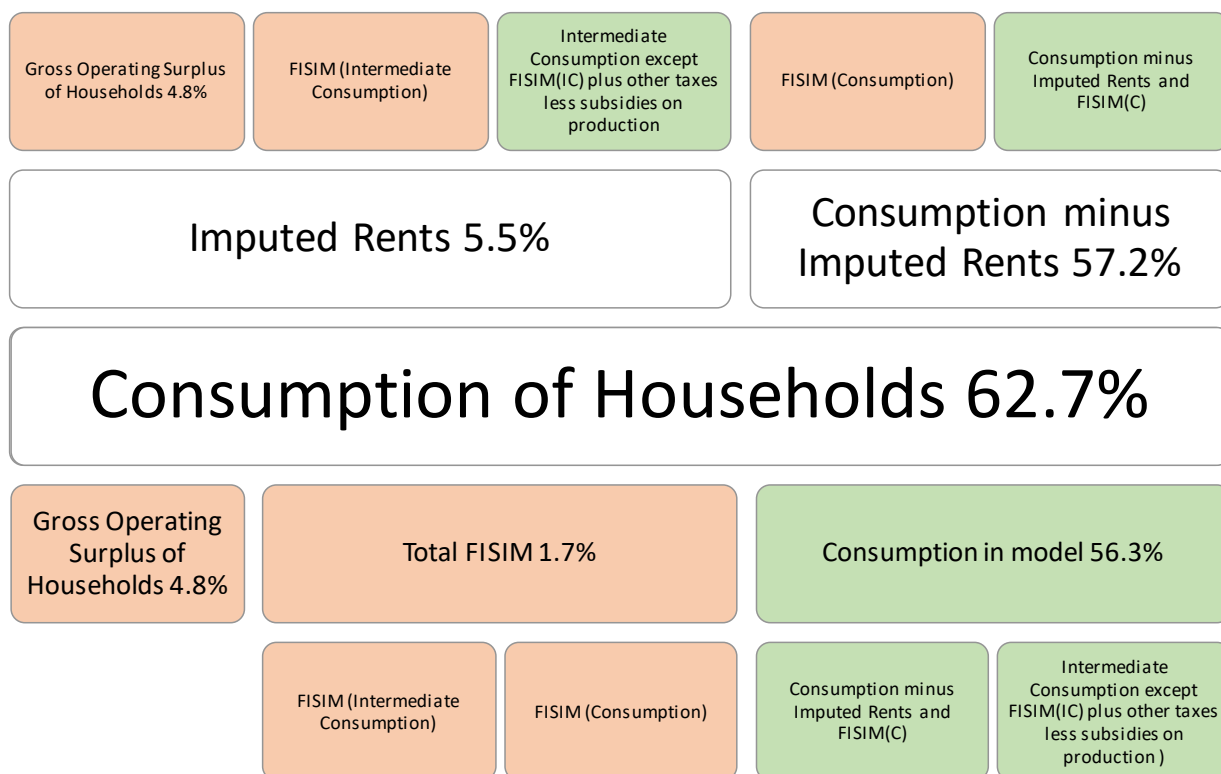 Gross Operating Surplus
of Households 4.8%
FISIM (Intermediate
Consumption)
Intermediate
Consumption except
FISIM(IC) plus other taxes
less subsidies on
production
FISIM (Consumption)
Consumption minus
Imputed Rents and
FISIM(C)
Imputed Rents 5.5%
Consumption minus
Imputed Rents 57.2%
Consumption of Households 62.7%
Gross Operating
Surplus of
Households 4.8%
Total FISIM 1.7%
Consumption in model 56.3%
FISIM (Intermediate
Consumption)
FISIM (Consumption)
Consumption minus
Imputed Rents and
FISIM(C)
Intermediate
Consumption except
FISIM(IC) plus other taxes
less subsidies on
production )